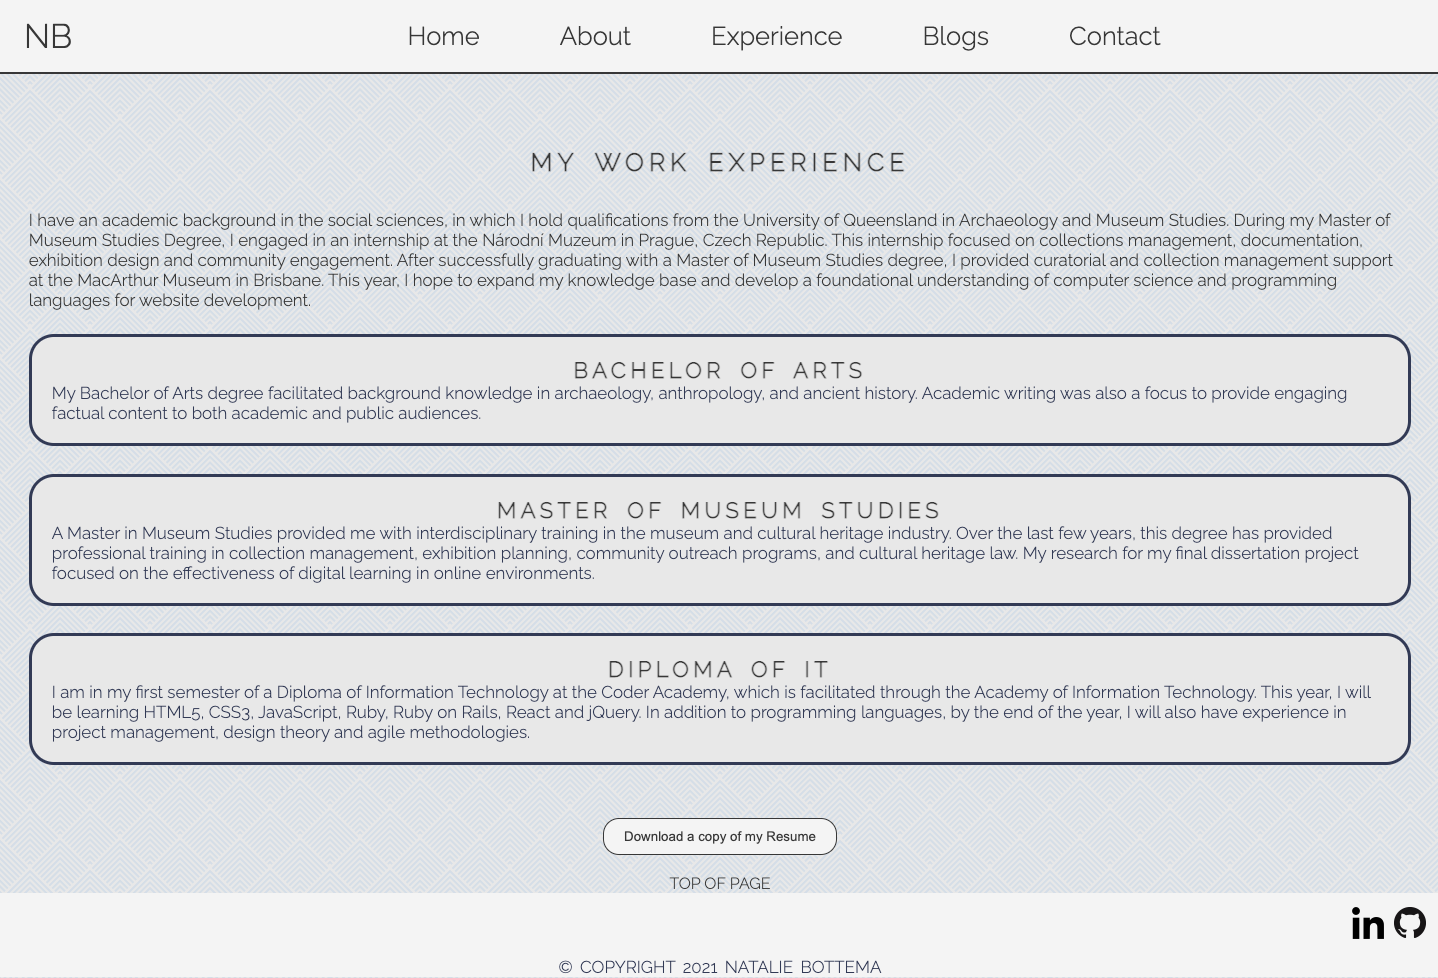 NB
Home
About
Experience
Blogs
Contact
MY WORK EXPERIENCE
I have an academic background in the social sciences, in which I hold qualifications from the University of Queensland in Archaeology and Museum Studies. During my Master of
Museum Studies Degree, I engaged in an internship at the Národní Muzeum in Prague, Czech Republic. This internship focused on collections management, documentation,
exhibition design and community engagement. After successfully graduating with a Master of Museum Studies degree, I provided curatorial and collection management support
at the MacArthur Museum in Brisbane. This year, I hope to expand my knowledge base and develop a foundational understanding of computer science and programming
languages for website development.
BACHELOR OF ARTS
My Bachelor of Arts degree facilitated background knowledge in archaeology, anthropology, and ancient history. Academic writing was also a focus to provide engaging
factual content to both academic and public audiences.
MASTER OF MUSEUM STUDIES
A Master in Museum Studies provided me with interdisciplinary training in the museum and cultural heritage industry. Over the last few years, this degree has provided
professional training in collection management, exhibition planning, community outreach programs, and cultural heritage law. My research for my final dissertation project
focused on the effectiveness of digital learning in online environments.
DIPLOMA OF IT
I am in my first semester of a Diploma of Information Technology at the Coder Academy, which is facilitated through the Academy of Information Technology. This year, I will
be learning HTML5, CSS3, JavaScript, Ruby, Ruby on Rails, React and jQuery. In addition to programming languages, by the end of the year, I will also have experience in
project management, design theory and agile methodologies.
Download a copy of my Resume
TOP OF PAGE
in
© COPYRIGHT 2021 NATALIE BOTTEMA